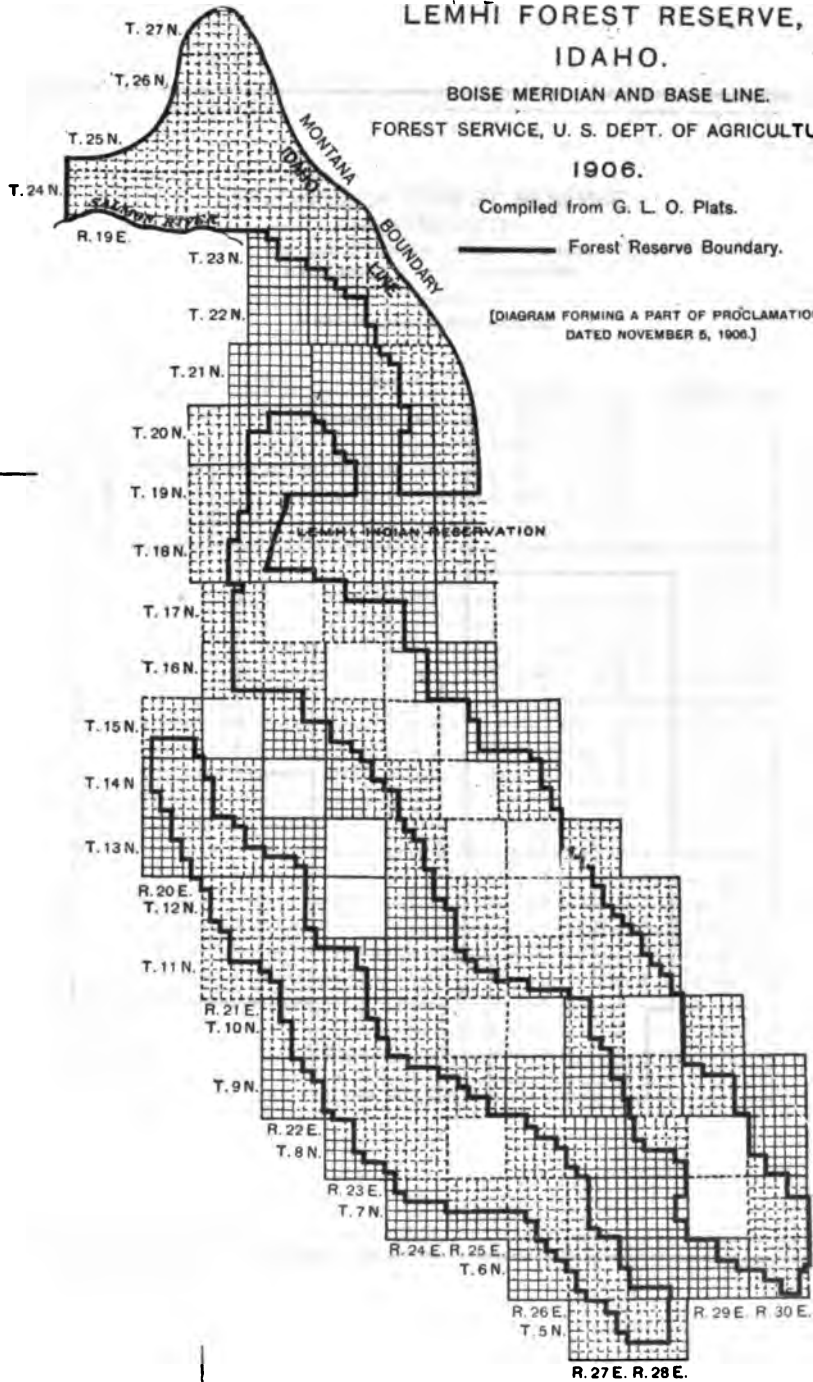 LEMHI FOREST RESERVE,
IDAHO.
BOISE MERIDIAN AND BASE LINE.
FOREST SERVICE, U. S. DEPT. OF AGRICULTU
1906.
Compiled from G. L. O. Plats.
Forest Reserve Boundary.
[DIAGRAM FORMING A PART OF PROCLAMATIO
DATED NOVEMBER 5, 1906.]
T. 27 N.
T. 26 N.
T. 25 N.
T. 24 N.
MONTANA
IDAHO
BOUNDARY
LINE
SALMON RIVER
R. 19 E.
T. 23 N.
T. 22 N.
T. 21 N.
T. 20 N.
T. 19 N.
LEMHI INDIAN RESERVATION
T. 18 N.
T. 17 N.
T. 16 N.
T. 15 N.
T. 14 N.
T. 13 N.
R. 20 E.
T. 12 N.
T. 11 N.
R. 21 E.
T. 10 N.
T. 9 N.
R. 22 E.
T. 8 N.
R. 23 E.
T. 7 N.
R. 24 E. R. 25 E.
T. 6 N.
R. 26 E. R. 29 E. R. 30 E.
T. 5 N.
R. 27 E. R. 28 E.